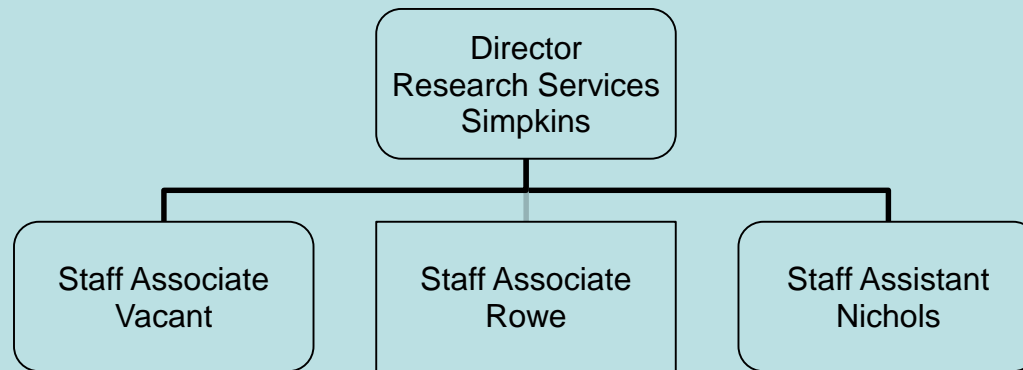 Director
Research Services
Simpkins
Staff Associate
Vacant
Staff Associate
Rowe
Staff Assistant
Nichols